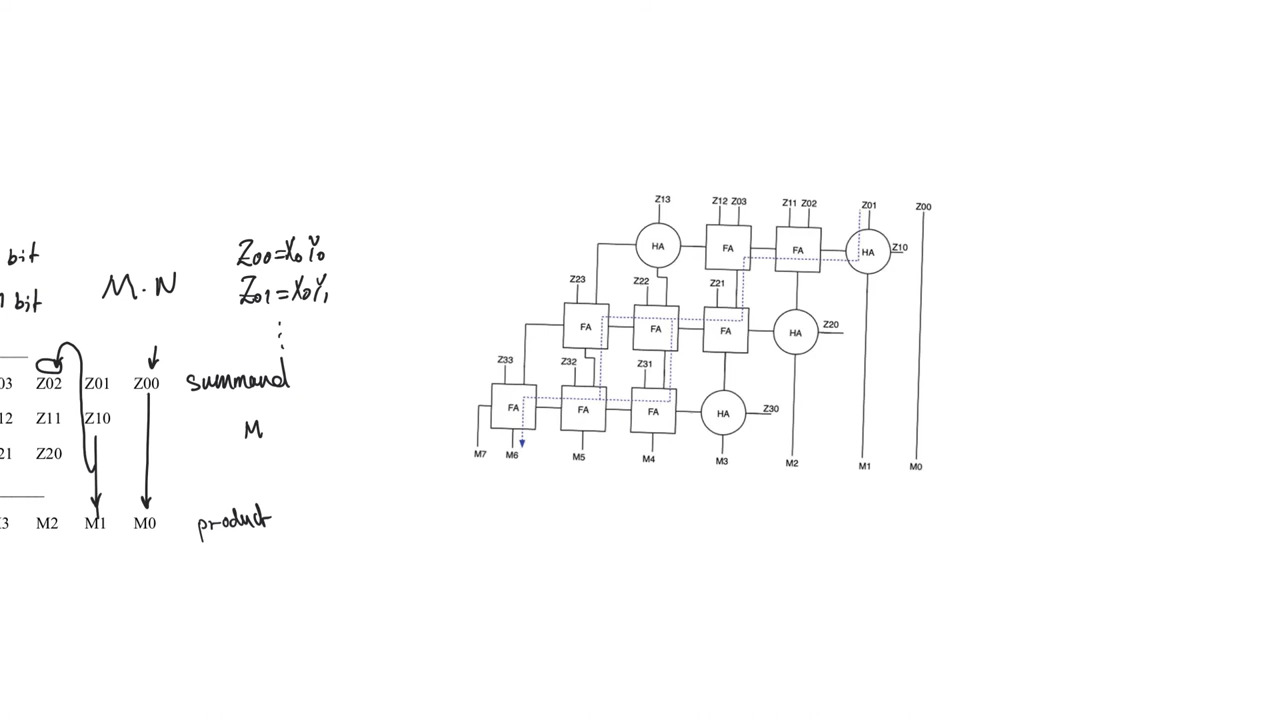 bit
bit
M.N
Z00=X0Y0
Z01=X0Y1
03 Z02 Z01 Z00 summand
12 Z11 Z10
M
21 Z20
3 M2 M1 M0 product
Z13 Z12 Z03 Z11 Z02 Z01 Z00
HA FA FA HA Z10
Z23 Z22 Z21
FA FA FA HA Z20
Z33 Z32 Z31
FA FA FA HA Z30
M7 M6 M5 M4 M3 M2 M1 M0